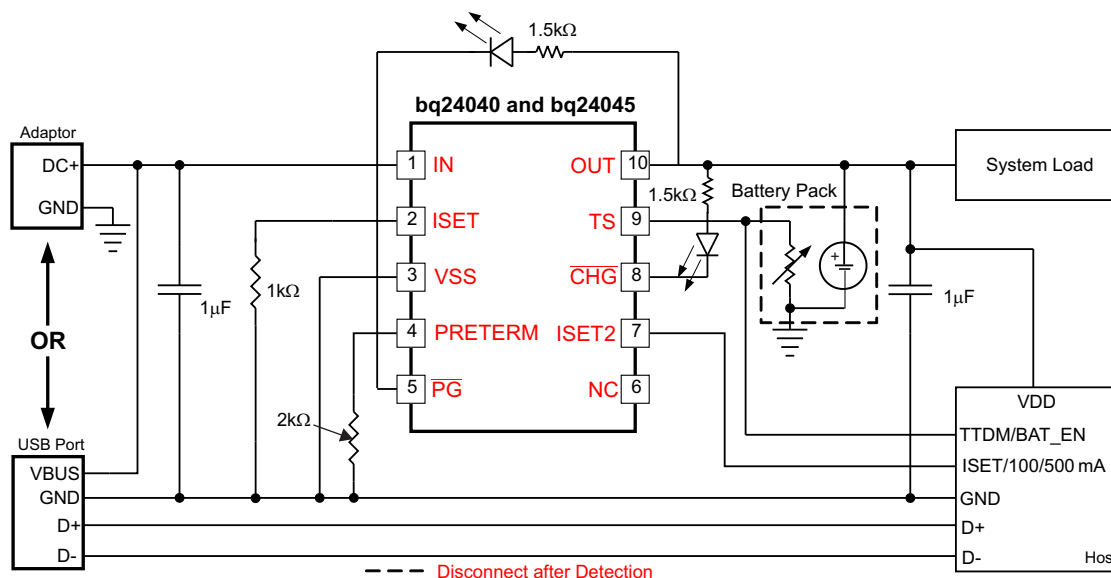 1.5kΩ
bq24040 and bq24045
Adaptor
DC+
GND
OR
USB Port
VBUS
GND
D+
D-
1μF
1kΩ
2kΩ
1 IN
2 ISET
3 VSS
4 PRETERM
5 PG
OUT 10
TS 9
CHG 8
ISET2 7
NC 6
1.5kΩ
Battery Pack
+
System Load
1μF
VDD
TTDM/BAT_EN
ISET/100/500 mA
GND
D+
D-
Hos
Disconnect after Detection